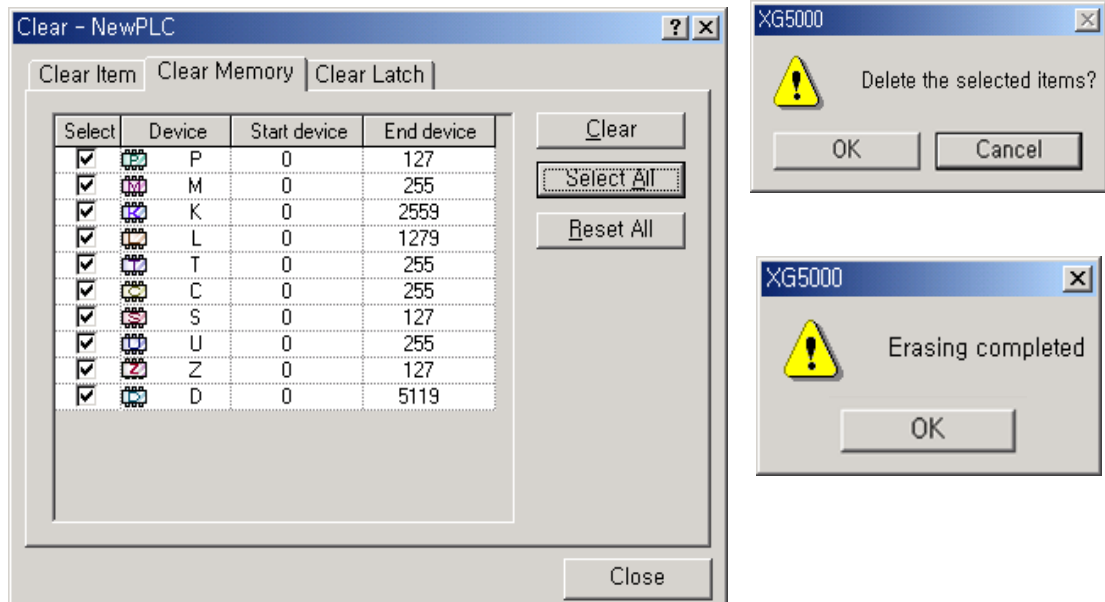 Clear - NewPLC
Clear Item Clear Memory Clear Latch
Select Device Start device End device
P 0 127
M 0 255
K 0 2559
L 0 1279
T 0 255
C 0 255
S 0 127
U 0 255
Z 0 127
D 0 5119
Clear
Select All
Reset All
Close
XG5000
Delete the selected items?
OK Cancel
XG5000
Erasing completed
OK